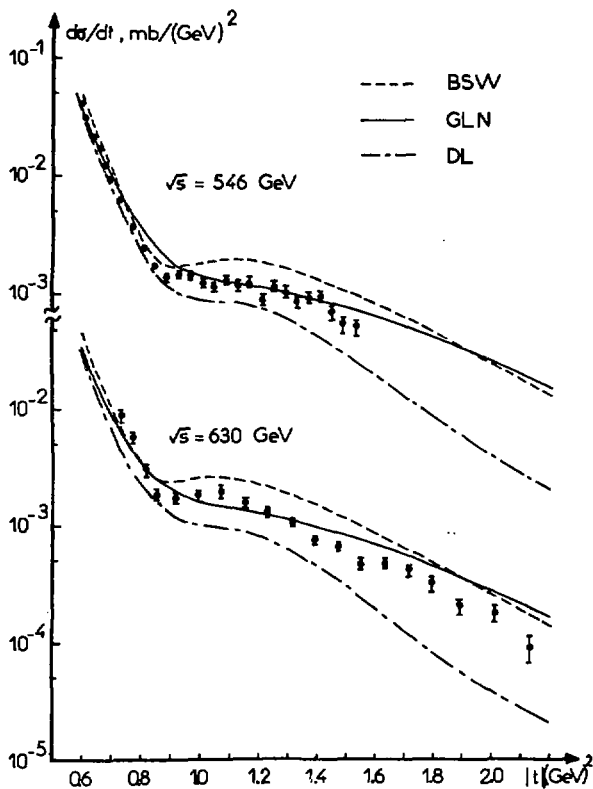 dσ/dt , mb/(GeV)²
10⁻¹
BSW
GLN
DL
10⁻²
√s = 546 GeV
10⁻³
10⁻²
√s = 630 GeV
10⁻³
10⁻⁴
10⁻⁵
0.6 0.8 1.0 1.2 1.4 1.6 1.8 2.0 |t|(GeV)²